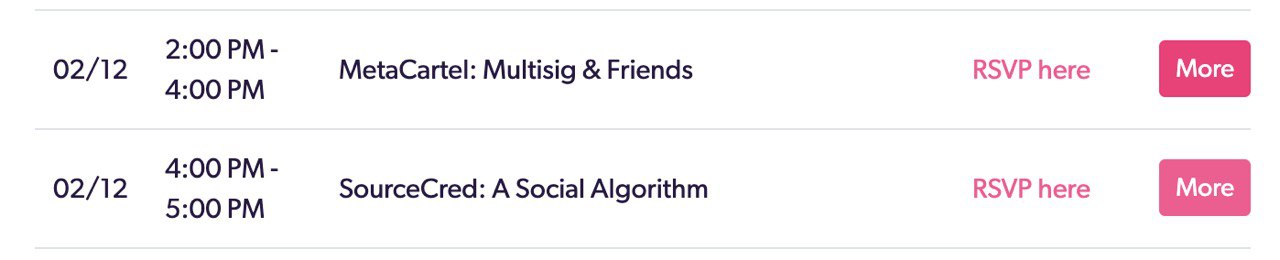 02/12 2:00 PM - 4:00 PM MetaCartel: Multisig & Friends RSVP here More
02/12 4:00 PM - 5:00 PM SourceCred: A Social Algorithm RSVP here More